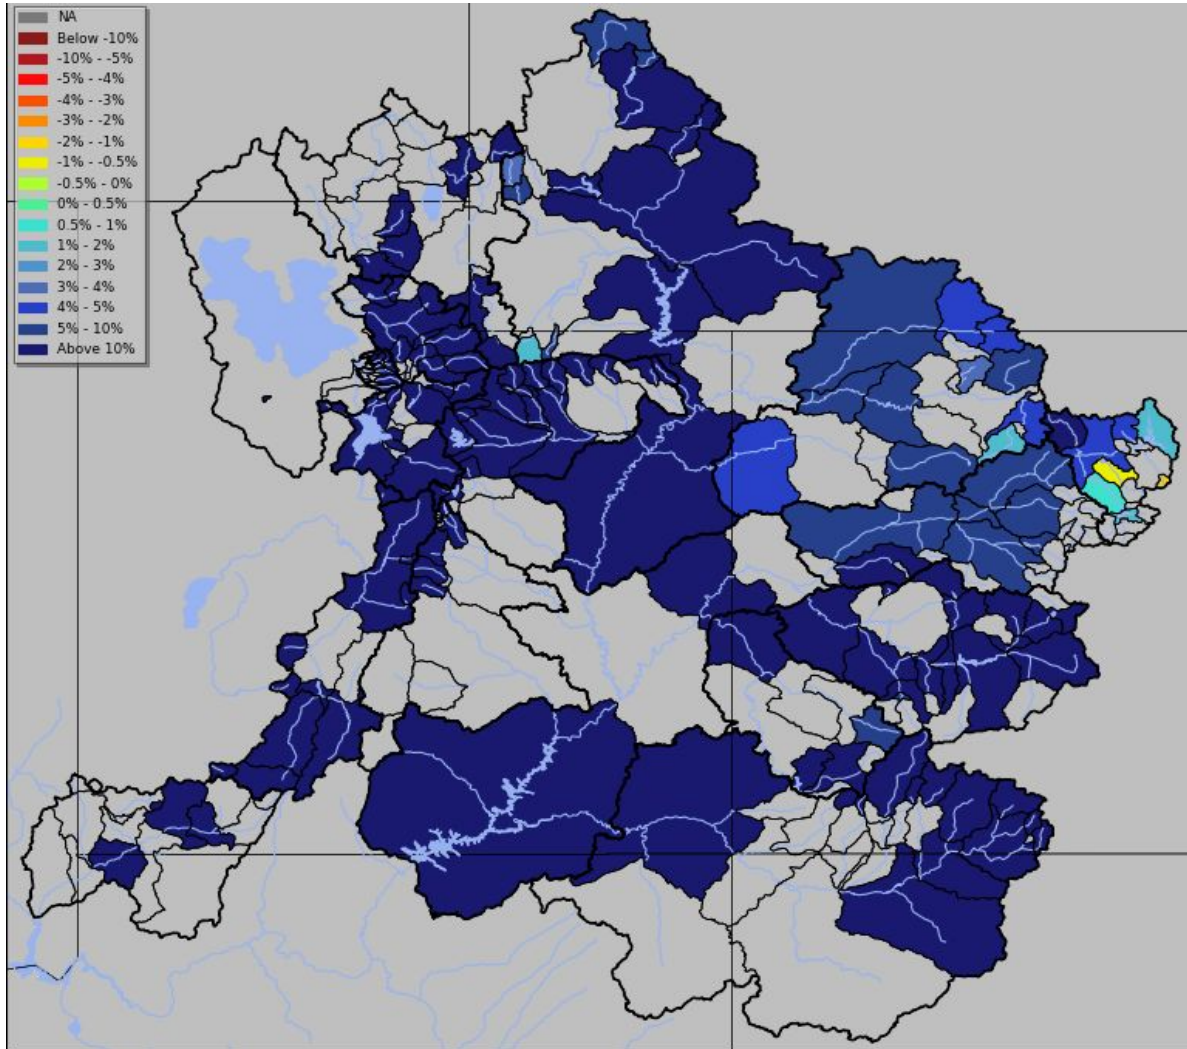 NA
Below -10%
-10% - -5%
-5% - -4%
-4% - -3%
-3% - -2%
-2% - -1%
-1% - -0.5%
-0.5% - 0%
0% - 0.5%
0.5% - 1%
1% - 2%
2% - 3%
3% - 4%
4% - 5%
5% - 10%
Above 10%